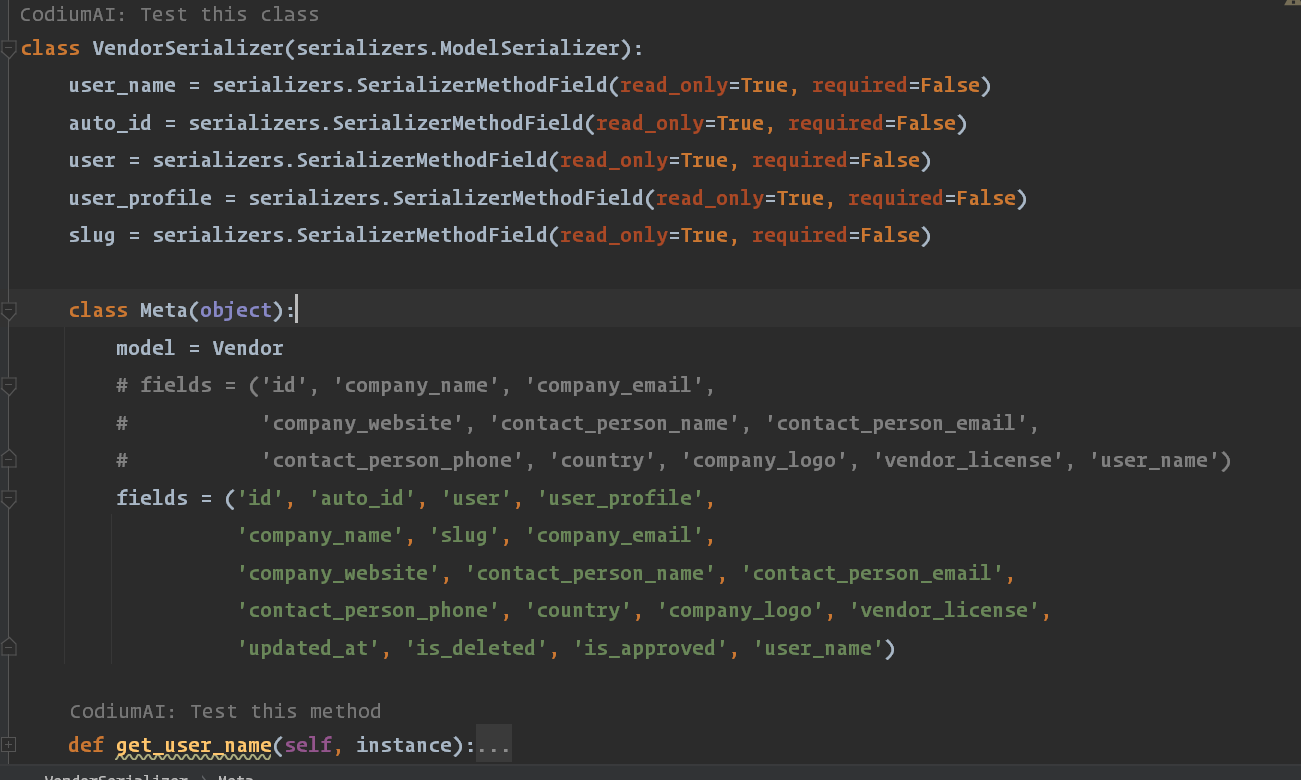 CodiumAI: Test this class
class VendorSerializer(serializers.ModelSerializer):
    user_name = serializers.SerializerMethodField(read_only=True, required=False)
    auto_id = serializers.SerializerMethodField(read_only=True, required=False)
    user = serializers.SerializerMethodField(read_only=True, required=False)
    user_profile = serializers.SerializerMethodField(read_only=True, required=False)
    slug = serializers.SerializerMethodField(read_only=True, required=False)
    class Meta(object):
        model = Vendor
        # fields = ('id', 'company_name', 'company_email',
        #           'company_website', 'contact_person_name', 'contact_person_email',
        #           'contact_person_phone', 'country', 'company_logo', 'vendor_license', 'user_name')
        fields = ('id', 'auto_id', 'user', 'user_profile',
                  'company_name', 'slug', 'company_email',
                  'company_website', 'contact_person_name', 'contact_person_email',
                  'contact_person_phone', 'country', 'company_logo', 'vendor_license',
                  'updated_at', 'is_deleted', 'is_approved', 'user_name')
    CodiumAI: Test this method
    def get_user_name(self, instance):...
VendorSerializer › Meta